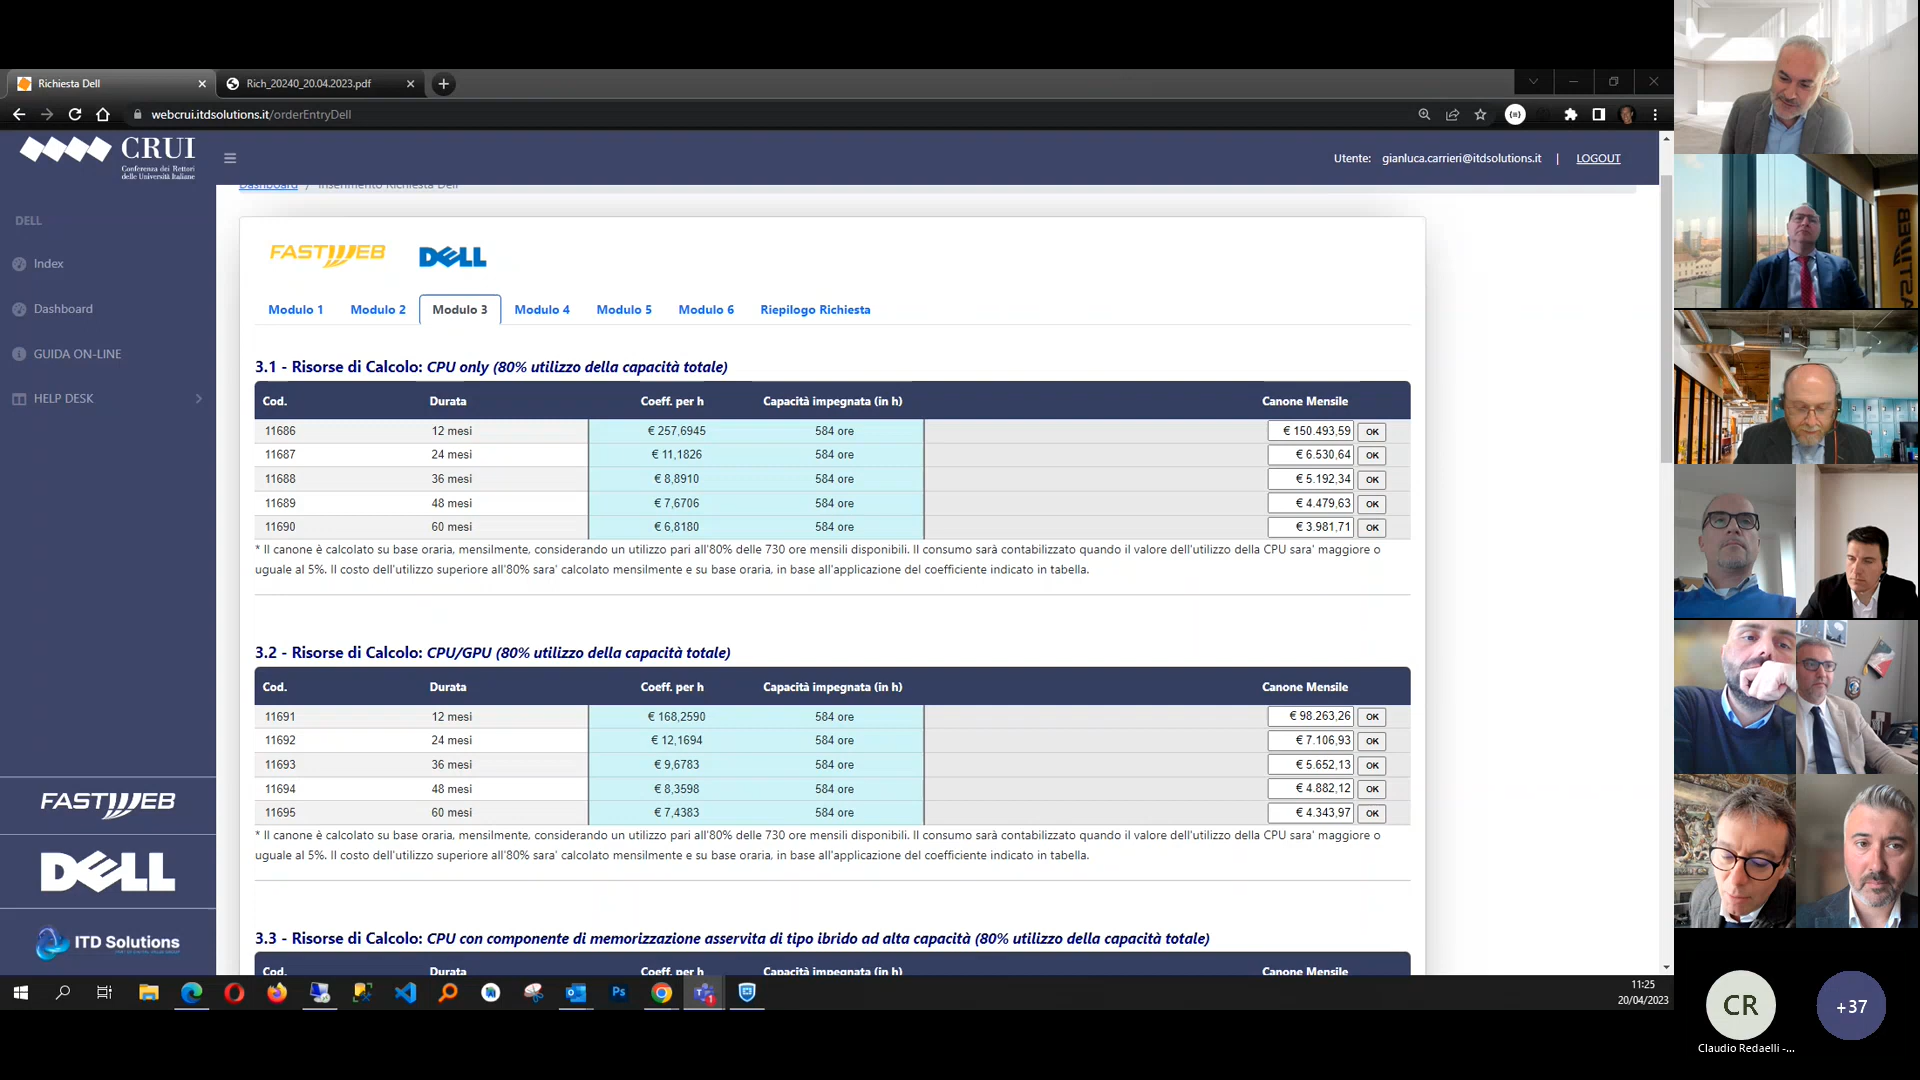 Richiesta Dell
Rich_20240_20.04.2023.pdf
webcrui.itdsolutions.it/orderEntryDell
CRUI
Conferenza dei Rettori
delle Università Italiane
Utente: gianluca.carrieri@itdsolutions.it | LOGOUT
Dashboard / Inserimento Richiesta Dell
DELL
Index
Dashboard
GUIDA ON-LINE
HELP DESK
FASTWEB
DELL
ITD Solutions
FASTWEB DELL
Modulo 1 Modulo 2 Modulo 3 Modulo 4 Modulo 5 Modulo 6 Riepilogo Richiesta
3.1 - Risorse di Calcolo: CPU only (80% utilizzo della capacità totale)
Cod. Durata Coeff. per h Capacità impegnata (in h) Canone Mensile
11686 12 mesi € 257,6945 584 ore € 150.493,59 OK
11687 24 mesi € 11,1826 584 ore € 6.530,64 OK
11688 36 mesi € 8,8910 584 ore € 5.192,34 OK
11689 48 mesi € 7,6706 584 ore € 4.479,63 OK
11690 60 mesi € 6,8180 584 ore € 3.981,71 OK
* Il canone è calcolato su base oraria, mensilmente, considerando un utilizzo pari all'80% delle 730 ore mensili disponibili. Il consumo sarà contabilizzato quando il valore dell'utilizzo della CPU sara' maggiore o
uguale al 5%. Il costo dell'utilizzo superiore all'80% sara' calcolato mensilmente e su base oraria, in base all'applicazione del coefficiente indicato in tabella.
3.2 - Risorse di Calcolo: CPU/GPU (80% utilizzo della capacità totale)
Cod. Durata Coeff. per h Capacità impegnata (in h) Canone Mensile
11691 12 mesi € 168,2590 584 ore € 98.263,26 OK
11692 24 mesi € 12,1694 584 ore € 7.106,93 OK
11693 36 mesi € 9,6783 584 ore € 5.652,13 OK
11694 48 mesi € 8,3598 584 ore € 4.882,12 OK
11695 60 mesi € 7,4383 584 ore € 4.343,97 OK
* Il canone è calcolato su base oraria, mensilmente, considerando un utilizzo pari all'80% delle 730 ore mensili disponibili. Il consumo sarà contabilizzato quando il valore dell'utilizzo della CPU sara' maggiore o
uguale al 5%. Il costo dell'utilizzo superiore all'80% sara' calcolato mensilmente e su base oraria, in base all'applicazione del coefficiente indicato in tabella.
3.3 - Risorse di Calcolo: CPU con componente di memorizzazione asservita di tipo ibrido ad alta capacità (80% utilizzo della capacità totale)
Cod. Durata Coeff. per h Capacità impegnata (in h) Canone Mensile
Ps
11:25
20/04/2023
CR
+37
Claudio Redaelli -...